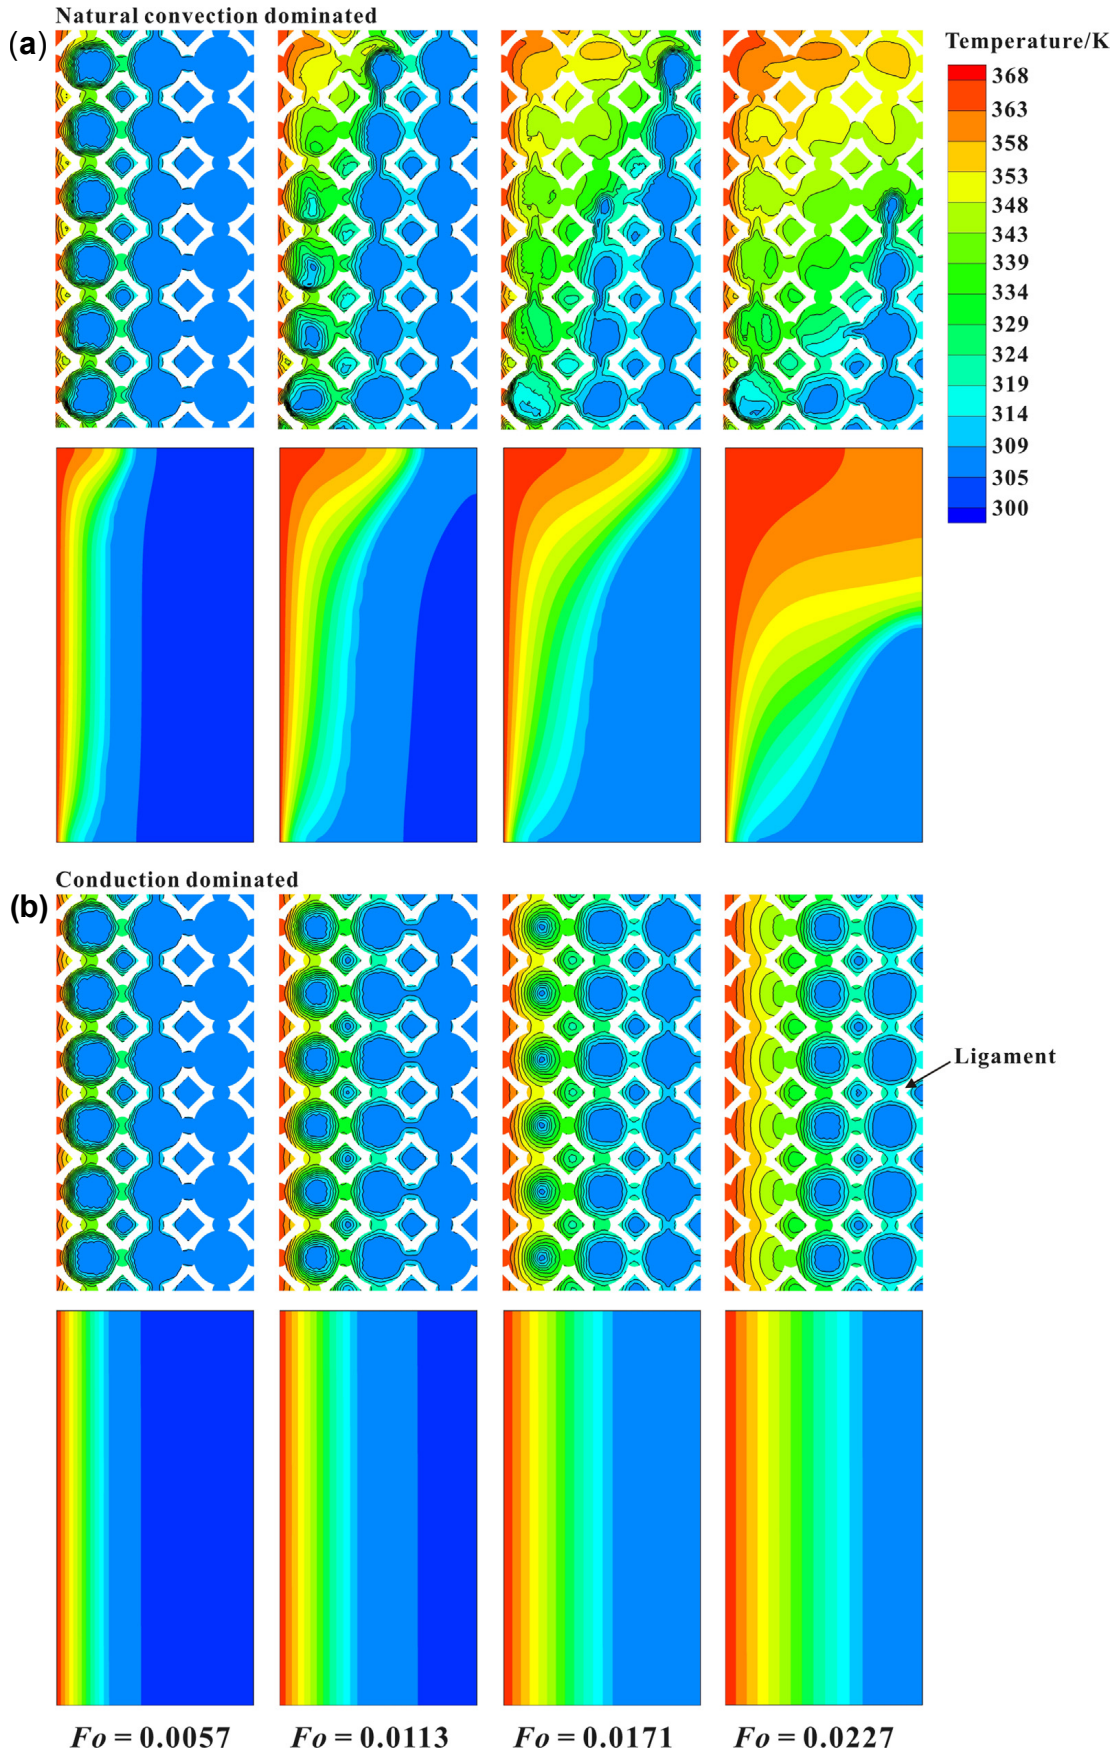 Natural convection dominated
(a)
Temperature/K
368
363
358
353
348
343
339
334
329
324
319
314
309
305
300
Conduction dominated
(b)
Ligament
Fo = 0.0057 Fo = 0.0113 Fo = 0.0171 Fo = 0.0227